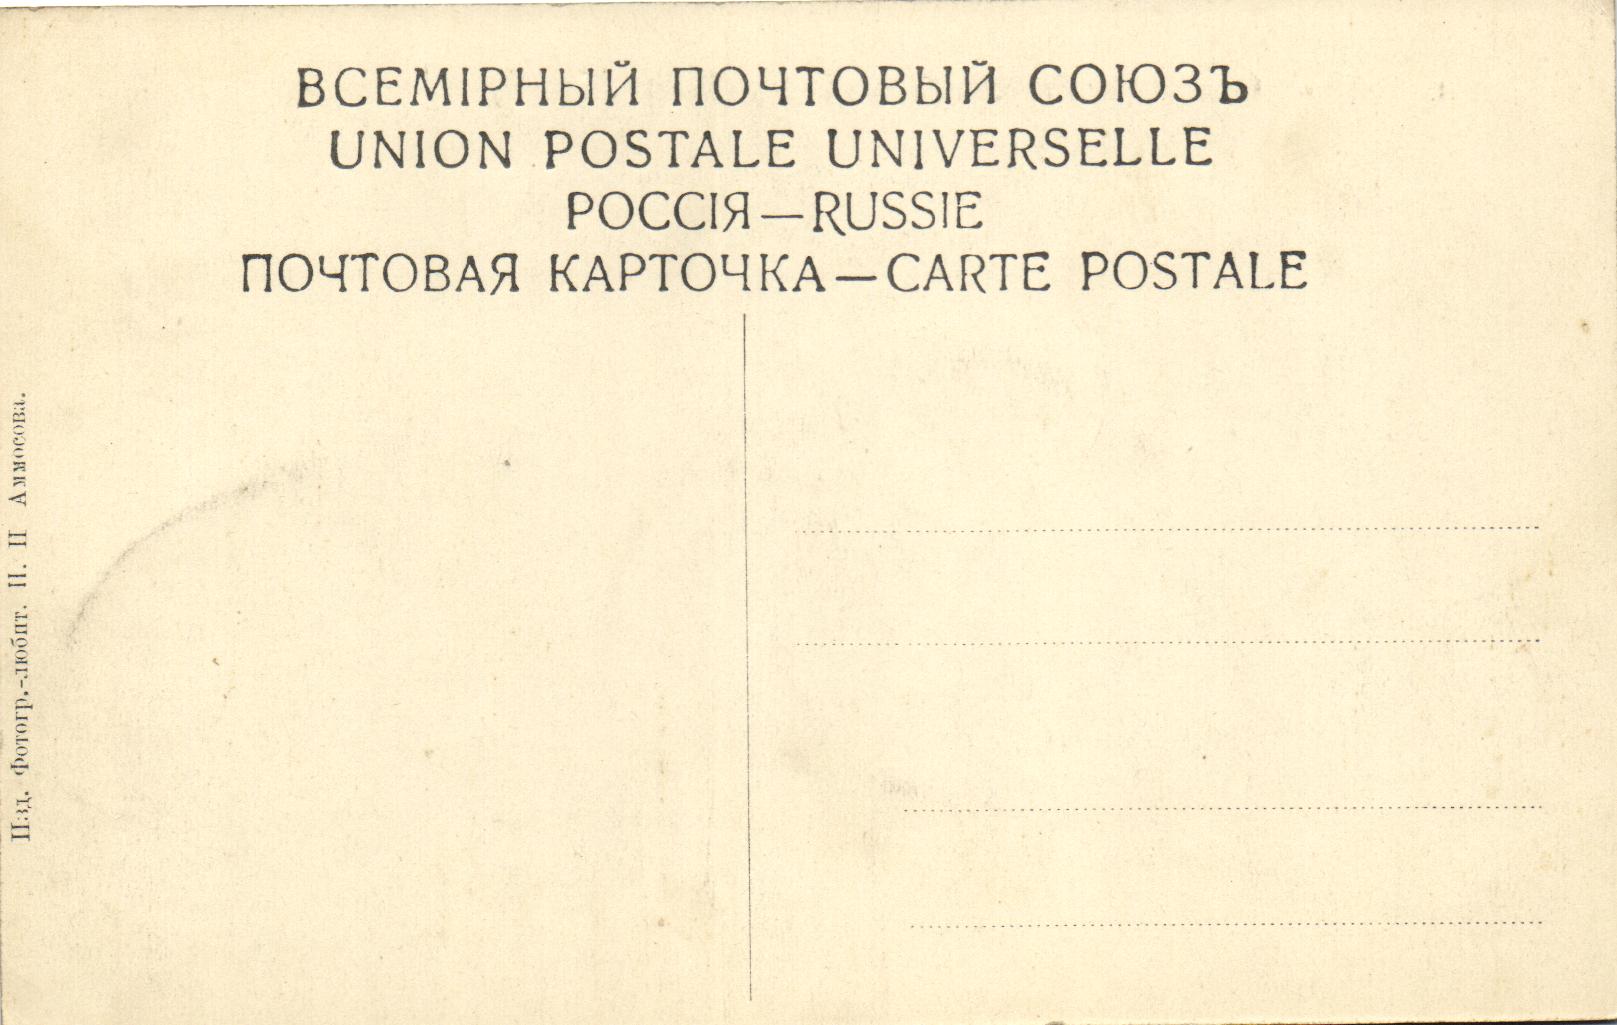 ВСЕМІРНЫЙ ПОЧТОВЫЙ СОЮЗЪ
UNION POSTALE UNIVERSELLE
РОССІЯ—RUSSIE
ПОЧТОВАЯ КАРТОЧКА—CARTE POSTALE
Изд. Фотогр.-любит. И. П Аммосова.